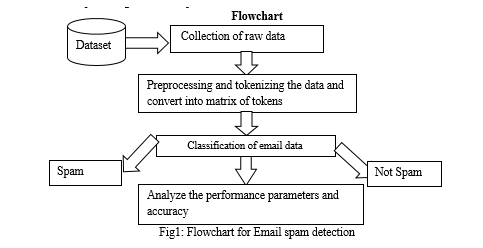 Flowchart
Dataset
Collection of raw data
Preprocessing and tokenizing the data and
convert into matrix of tokens
Classification of email data
Spam
Not Spam
Analyze the performance parameters and
accuracy
Fig1: Flowchart for Email spam detection